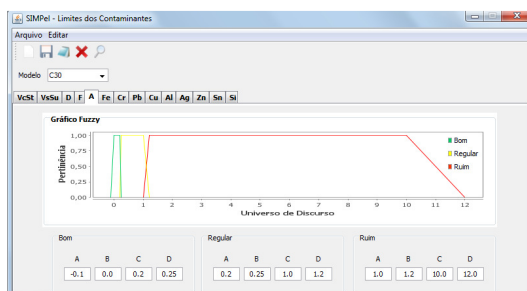 SIMPel - Limites dos Contaminantes
Arquivo Editar
Modelo C30
VcSt VsSu D F A Fe Cr Pb Cu Al Ag Zn Sn Si
Gráfico Fuzzy
1,00
0,75
0,50
0,25
0,00
Pertinência
0 1 2 3 4 5 6 7 8 9 10 11 12
Universo de Discurso
Bom
Regular
Ruim
Bom Regular Ruim
A B C D A B C D A B C D
-0.1 0.0 0.2 0.25 0.2 0.25 1.0 1.2 1.0 1.2 10.0 12.0